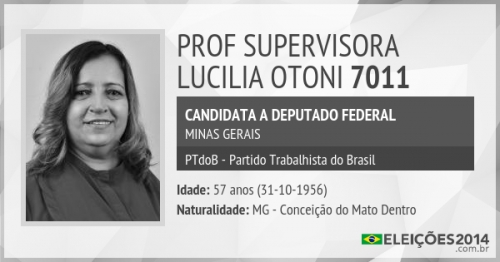 PROF SUPERVISORA
LUCILIA OTONI 7011
CANDIDATA A DEPUTADO FEDERAL
MINAS GERAIS
PTdoB - Partido Trabalhista do Brasil
Idade: 57 anos (31-10-1956)
Naturalidade: MG - Conceição do Mato Dentro
ELEIÇÕES2014
.com.br